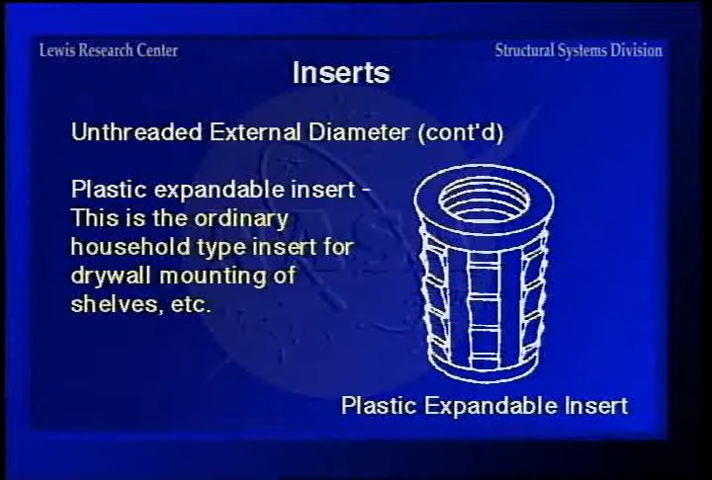 Lewis Research Center
Structural Systems Division
Inserts
Unthreaded External Diameter (cont'd)
Plastic expandable insert -
This is the ordinary
household type insert for
drywall mounting of
shelves, etc.
Plastic Expandable Insert